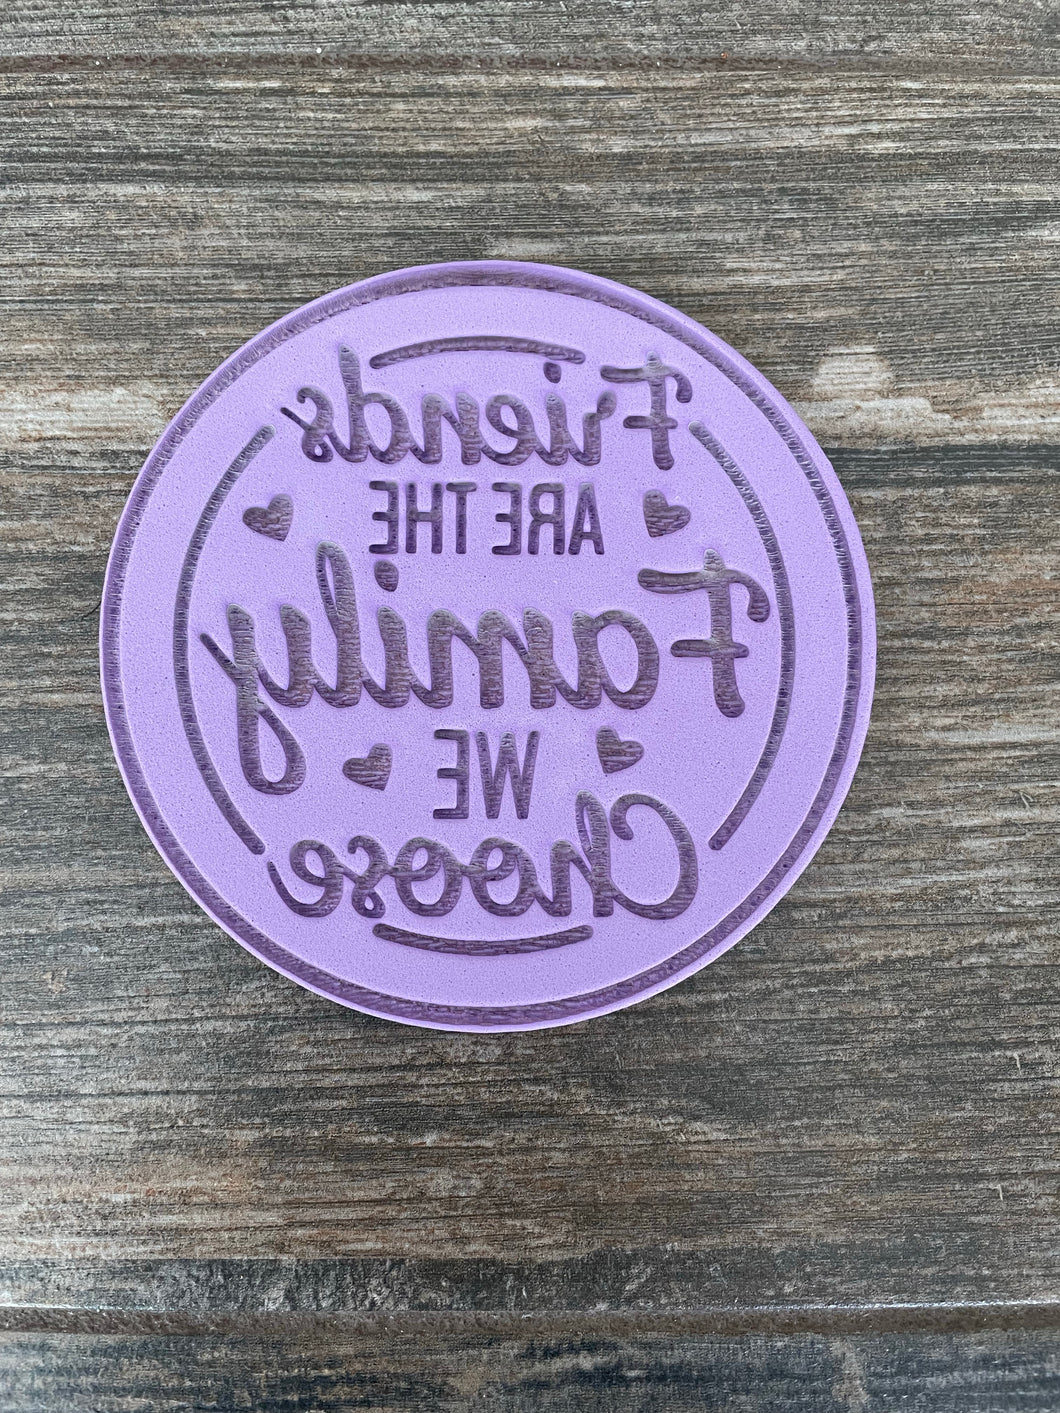 Friends
ARE THE
Family
WE
Choose